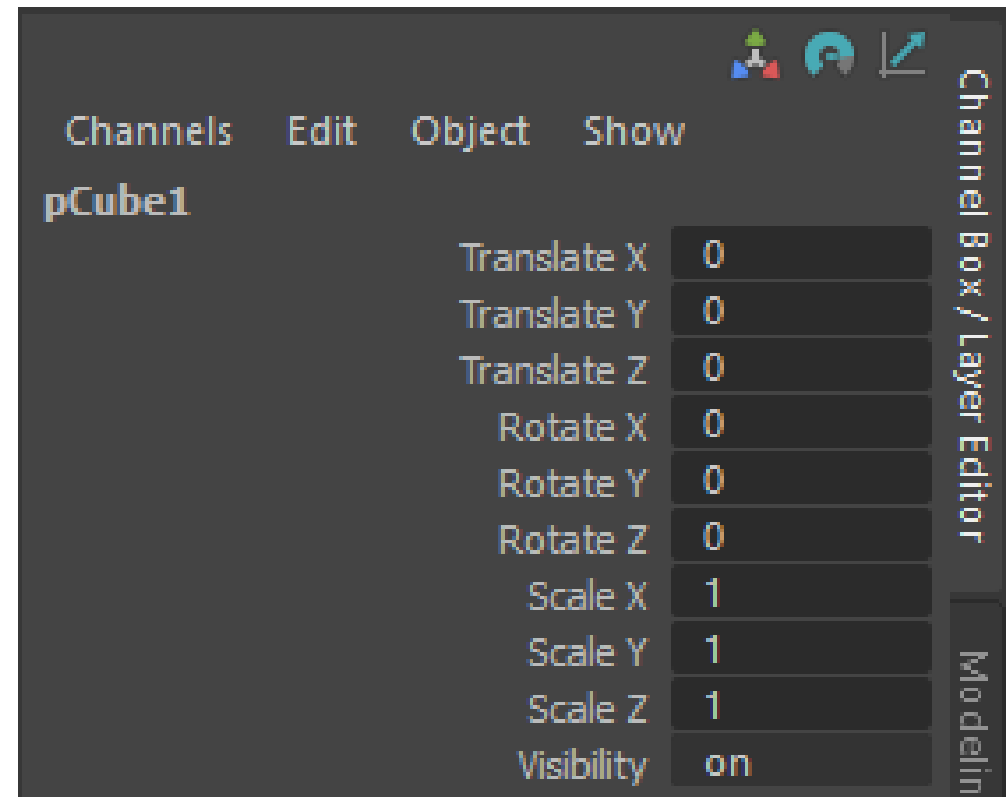 Channels Edit Object Show
pCube1
Translate X 0
Translate Y 0
Translate Z 0
Rotate X 0
Rotate Y 0
Rotate Z 0
Scale X 1
Scale Y 1
Scale Z 1
Visibility on
Channel Box / Layer Editor
Modelin